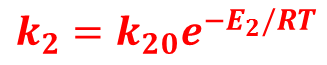 k₂ = k₂₀e^{-E₂/RT}